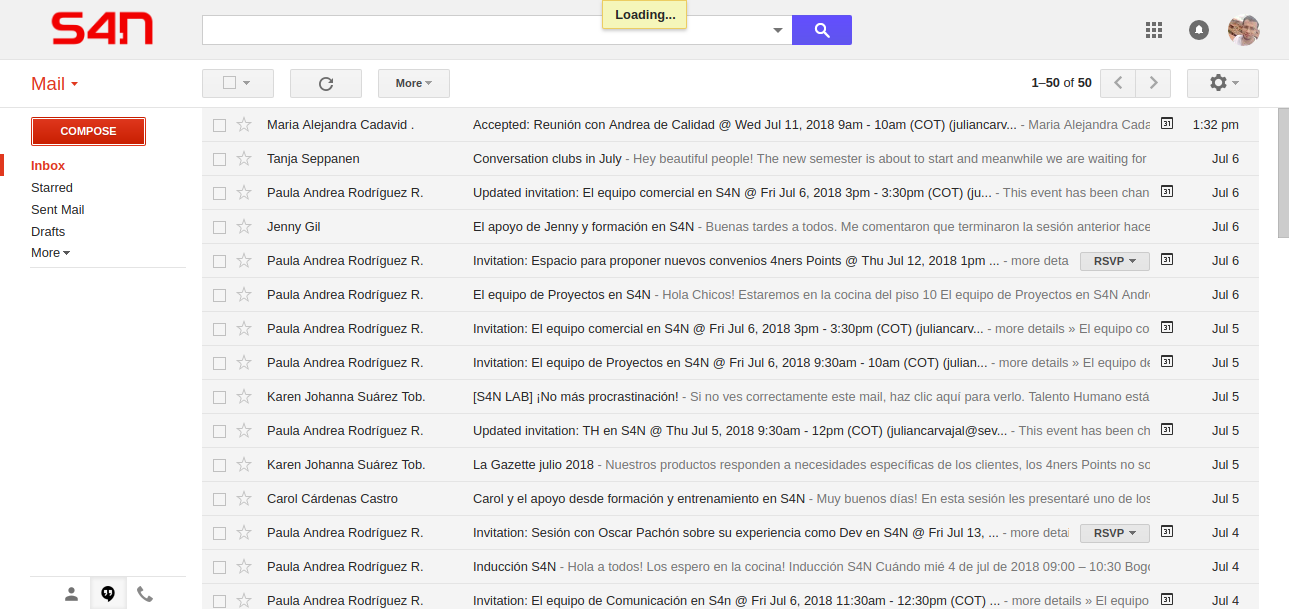 S4N
Loading...
Mail
More
1–50 of 50
COMPOSE
Inbox
Starred
Sent Mail
Drafts
More
Maria Alejandra Cadavid . Accepted: Reunión con Andrea de Calidad @ Wed Jul 11, 2018 9am - 10am (COT) (juliancarv... - Maria Alejandra Cada 31 1:32 pm
Tanja Seppanen Conversation clubs in July - Hey beautiful people! The new semester is about to start and meanwhile we are waiting for Jul 6
Paula Andrea Rodríguez R. Updated invitation: El equipo comercial en S4N @ Fri Jul 6, 2018 3pm - 3:30pm (COT) (ju... - This event has been chan 31 Jul 6
Jenny Gil El apoyo de Jenny y formación en S4N - Buenas tardes a todos. Me comentaron que terminaron la sesión anterior hace Jul 6
Paula Andrea Rodríguez R. Invitation: Espacio para proponer nuevos convenios 4ners Points @ Thu Jul 12, 2018 1pm ... - more deta RSVP 31 Jul 6
Paula Andrea Rodríguez R. El equipo de Proyectos en S4N - Hola Chicos! Estaremos en la cocina del piso 10 El equipo de Proyectos en S4N Andr Jul 6
Paula Andrea Rodríguez R. Invitation: El equipo comercial en S4N @ Fri Jul 6, 2018 3pm - 3:30pm (COT) (juliancarv... - more details » El equipo co 31 Jul 5
Paula Andrea Rodríguez R. Invitation: El equipo de Proyectos en S4N @ Fri Jul 6, 2018 9:30am - 10am (COT) (julian... - more details » El equipo de 31 Jul 5
Karen Johanna Suárez Tob. [S4N LAB] ¡No más procrastinación! - Si no ves correctamente este mail, haz clic aquí para verlo. Talento Humano está Jul 5
Paula Andrea Rodríguez R. Updated invitation: TH en S4N @ Thu Jul 5, 2018 9:30am - 12pm (COT) (juliancarvajal@sev... - This event has been ch 31 Jul 5
Karen Johanna Suárez Tob. La Gazette julio 2018 - Nuestros productos responden a necesidades específicas de los clientes, los 4ners Points no so Jul 5
Carol Cárdenas Castro Carol y el apoyo desde formación y entrenamiento en S4N - Muy buenos días! En esta sesión les presentaré uno de los Jul 5
Paula Andrea Rodríguez R. Invitation: Sesión con Oscar Pachón sobre su experiencia como Dev en S4N @ Fri Jul 13, ... - more detai RSVP 31 Jul 4
Paula Andrea Rodríguez R. Inducción S4N - Hola a todos! Los espero en la cocina! Inducción S4N Cuándo mié 4 de jul de 2018 09:00 – 10:30 Bogo Jul 4
Paula Andrea Rodríguez R. Invitation: El equipo de Comunicación en S4n @ Fri Jul 6, 2018 11:30am - 12:30pm (COT) ... - more details » El equipo 31 Jul 4